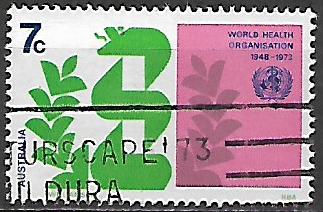 7c
WORLD HEALTH
ORGANISATION
1948-1973
AUSTRALIA
URSCAPE '73
ILDURA